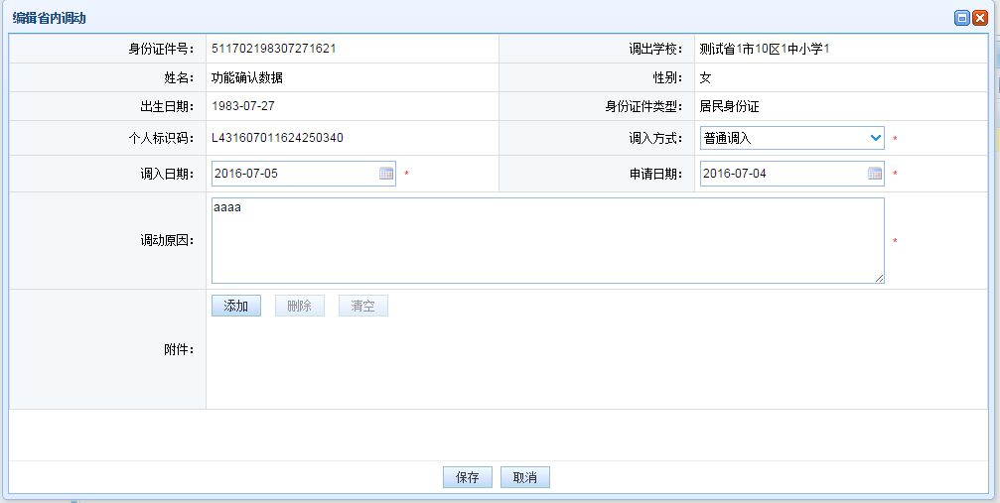 编辑省内调动
身份证件号： 511702198307271621 调出学校： 测试省1市10区1中小学1
姓名： 功能确认数据 性别： 女
出生日期： 1983-07-27 身份证件类型： 居民身份证
个人标识码： L431607011624250340 调入方式： 普通调入 *
调入日期： 2016-07-05 * 申请日期： 2016-07-04 *
调动原因： aaaa *
添加 删除 清空
附件：
保存 取消